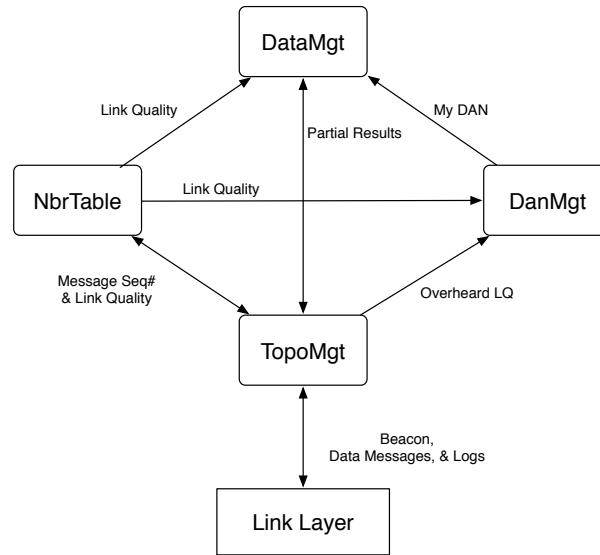 DataMgt
Link Quality
My DAN
Partial Results
NbrTable
Link Quality
DanMgt
Message Seq#
& Link Quality
Overheard LQ
TopoMgt
Beacon,
Data Messages, & Logs
Link Layer